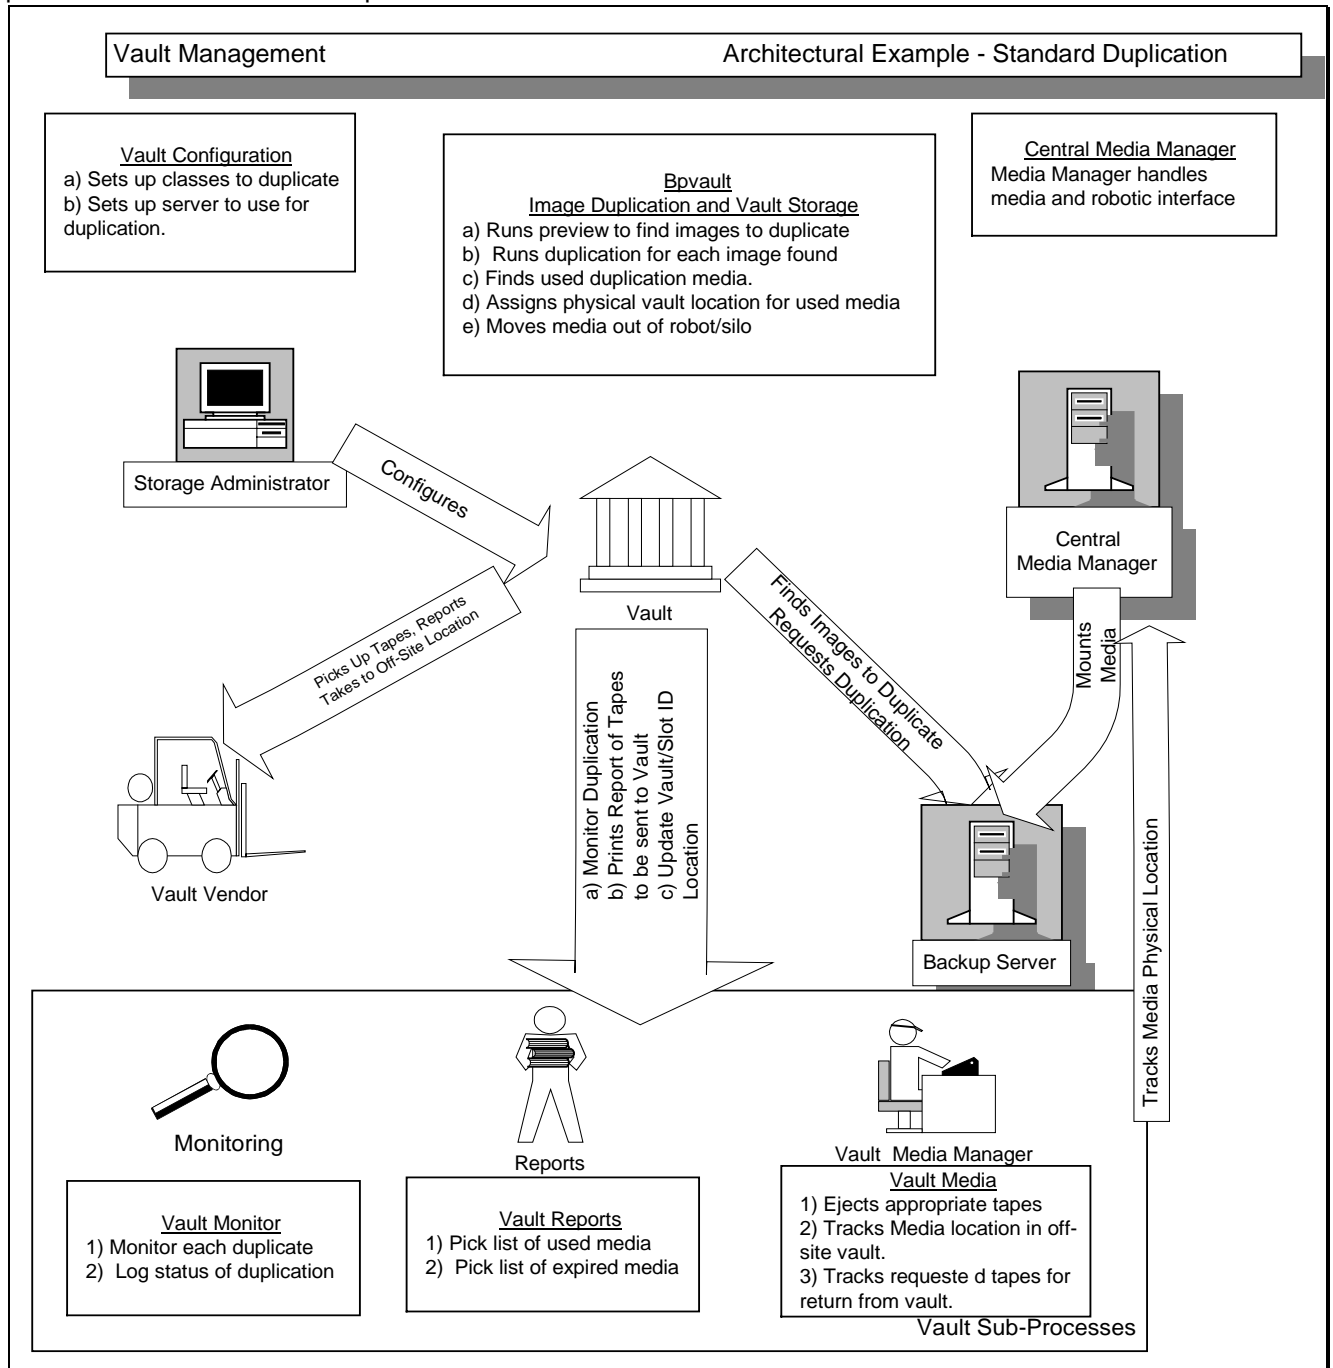 Vault Management
Architectural Example - Standard Duplication
Vault Configuration
a) Sets up classes to duplicate
b) Sets up server to use for
duplication.
Bpvault
Image Duplication and Vault Storage
a) Runs preview to find images to duplicate
b) Runs duplication for each image found
c) Finds used duplication media.
d) Assigns physical vault location for used media
e) Moves media out of robot/silo
Central Media Manager
Media Manager handles
media and robotic interface
Storage Administrator
Configures
Vault
Central
Media Manager
Picks Up Tapes, Reports
Takes to Off-Site Location
Finds Images to Duplicate
Requests Duplication
Mounts
Media
a) Monitor Duplication
b) Prints Report of Tapes
to be sent to Vault
c) Update Vault/Slot ID
Location
Tracks Media Physical Location
Vault Vendor
Backup Server
Monitoring
Reports
Vault Media Manager
Vault Monitor
1) Monitor each duplicate
2) Log status of duplication
Vault Reports
1) Pick list of used media
2) Pick list of expired media
Vault Media
1) Ejects appropriate tapes
2) Tracks Media location in off-
site vault.
3) Tracks requeste d tapes for
return from vault.
Vault Sub-Processes